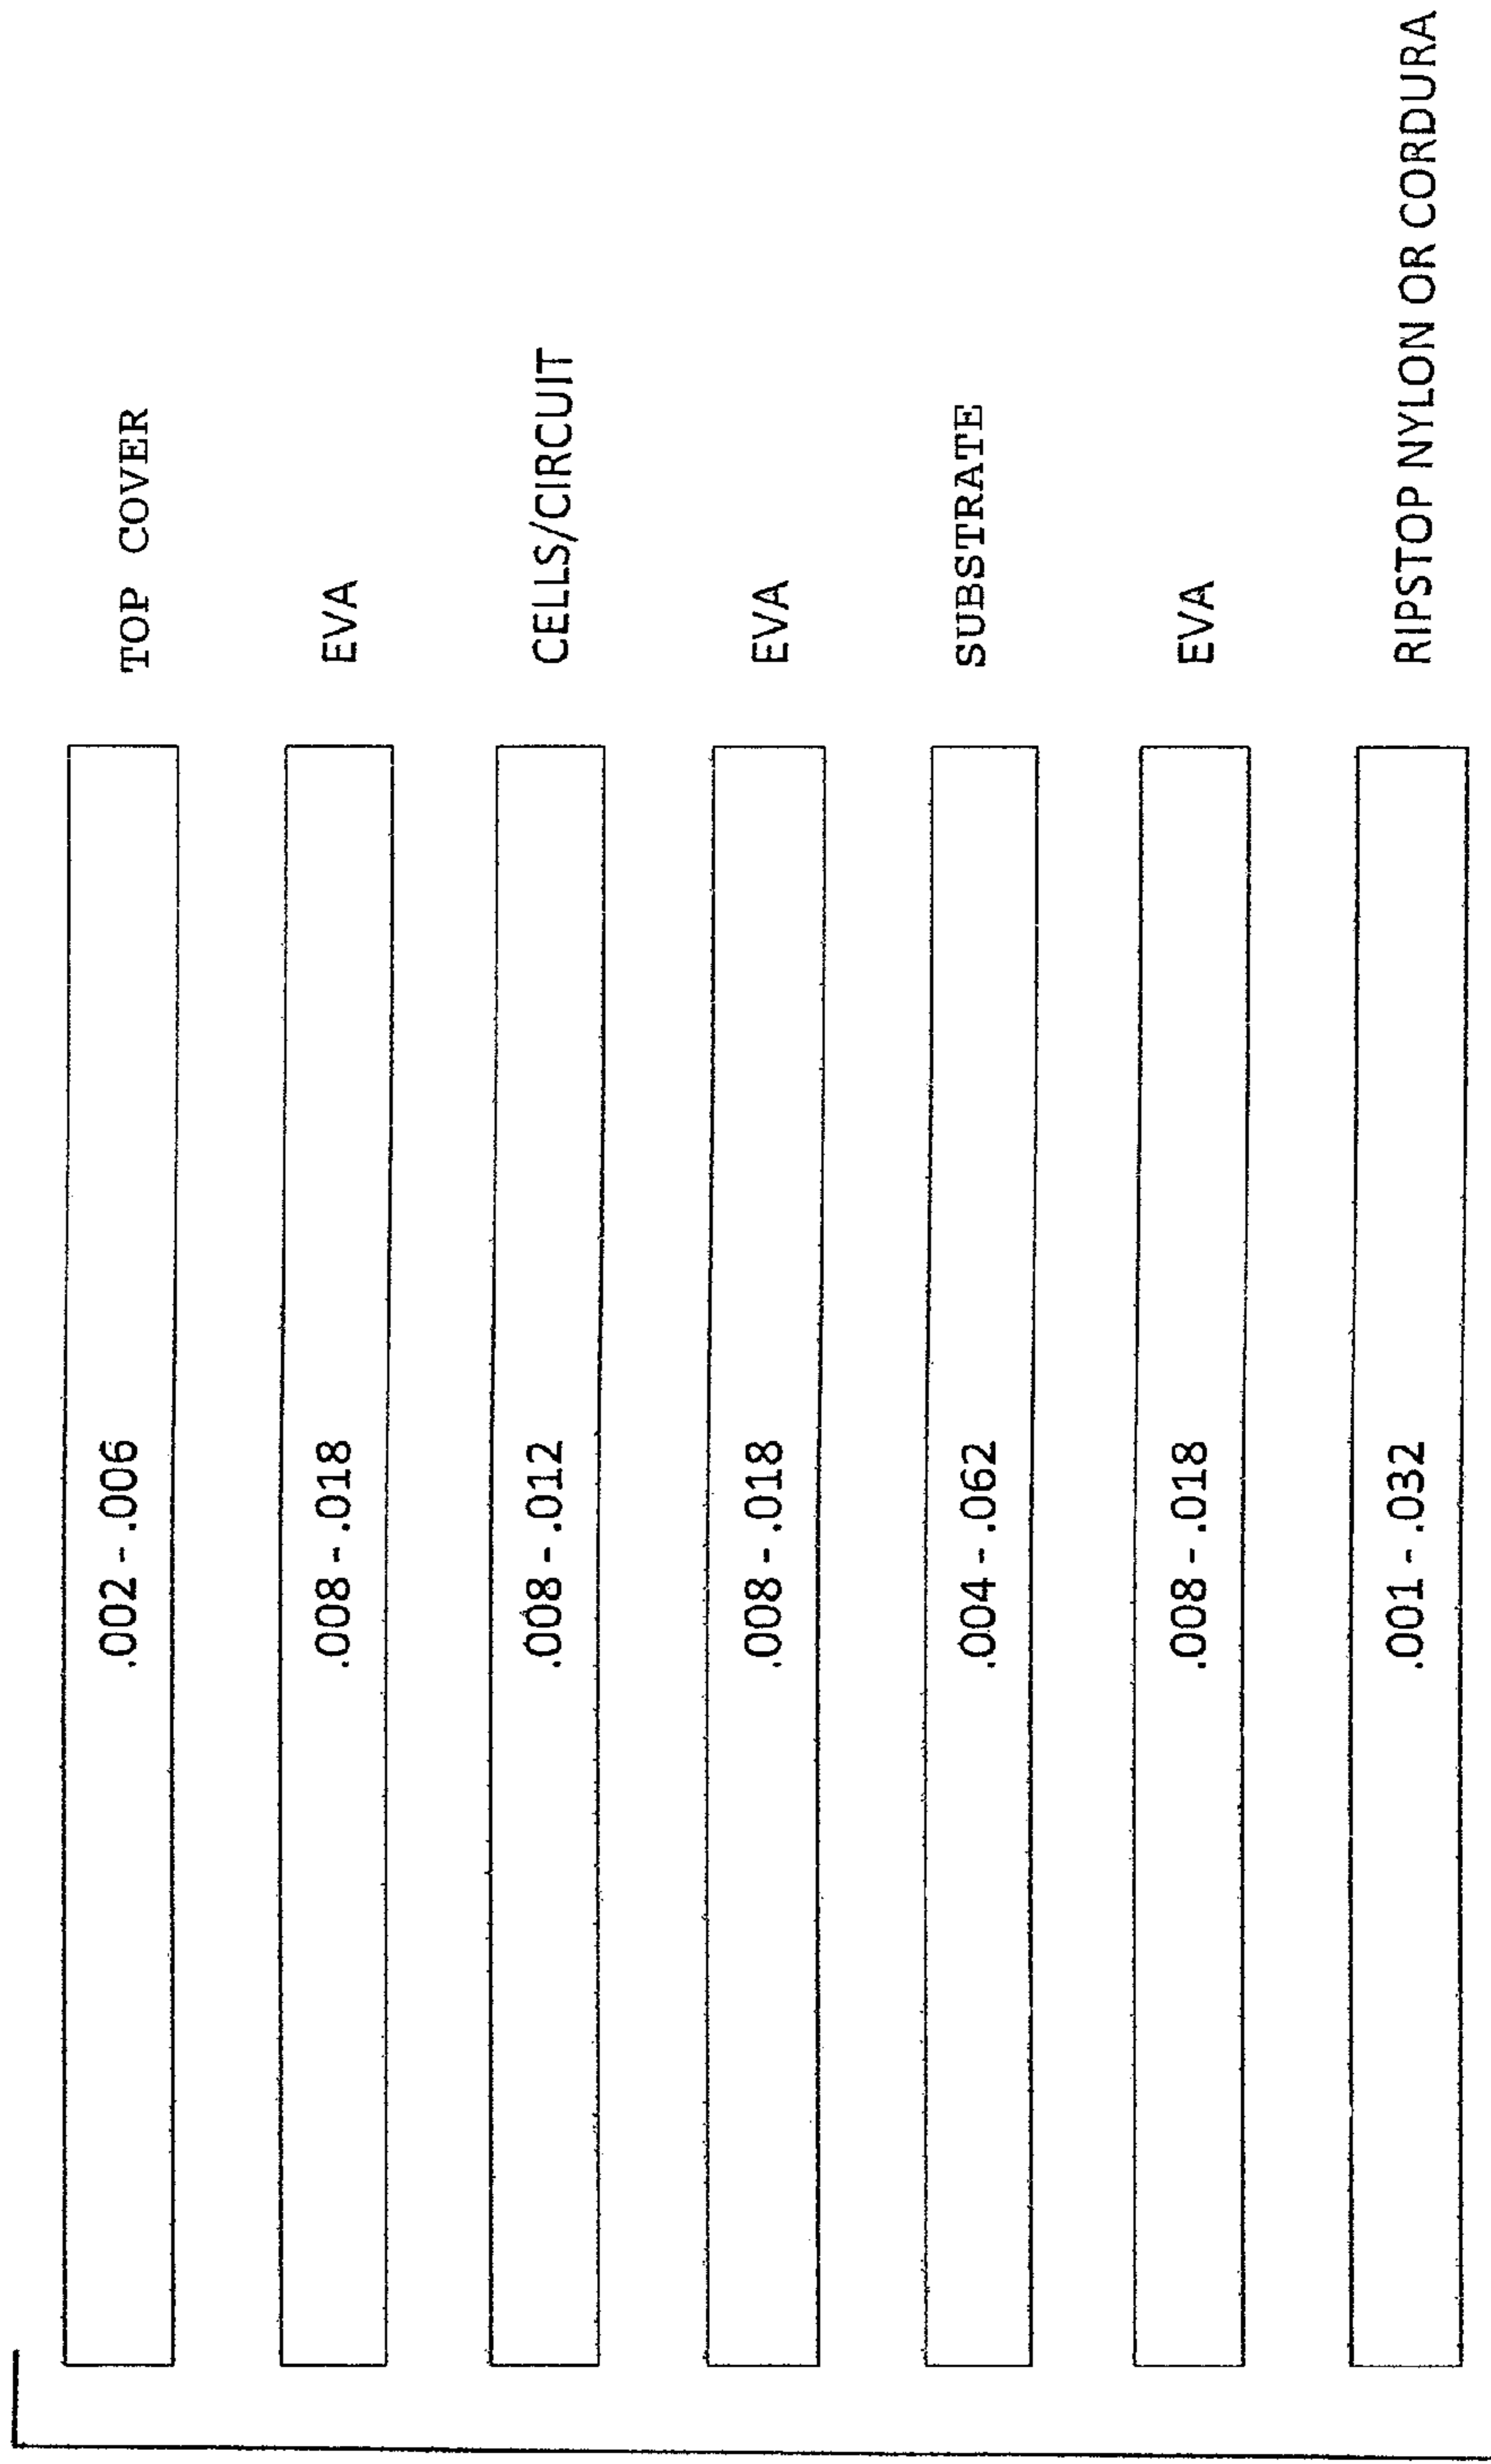 .002 - .006 TOP COVER
.008 - .018 EVA
.008 - .012 CELLS/CIRCUIT
.008 - .018 EVA
.004 - .062 SUBSTRATE
.008 - .018 EVA
.001 - .032 RIPSTOP NYLON OR CORDURA